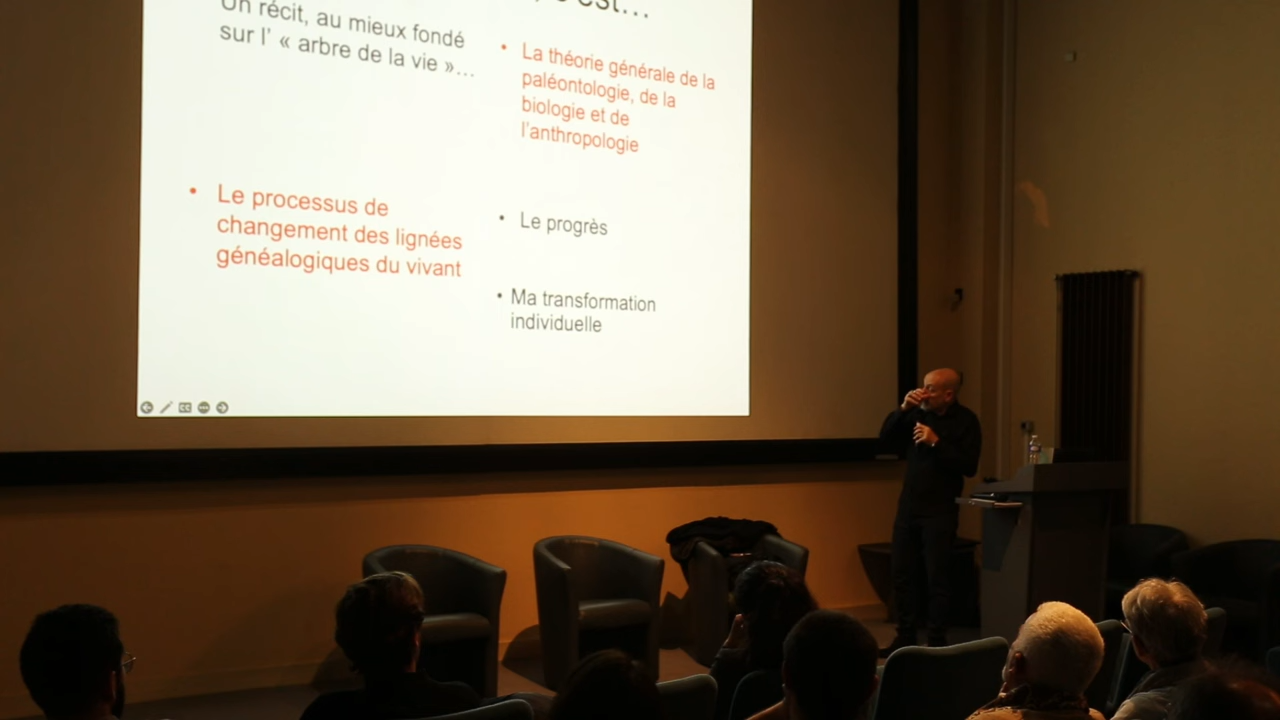 c'est…
Un récit, au mieux fondé
sur l' « arbre de la vie »…
• Le processus de
changement des lignées
généalogiques du vivant
• La théorie générale de la
paléontologie, de la
biologie et de
l'anthropologie
• Le progrès
• Ma transformation
individuelle